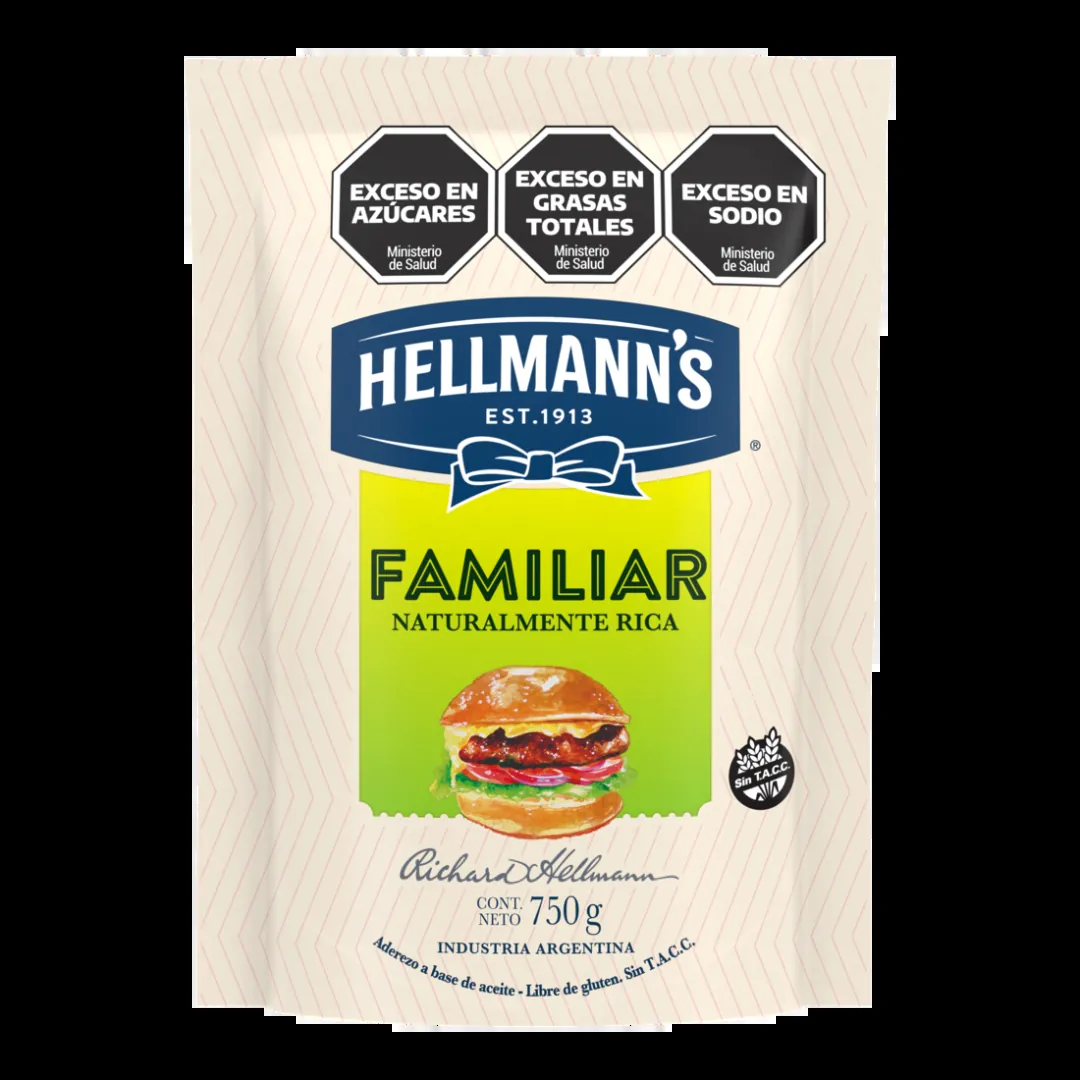 EXCESO EN
AZÚCARES
Ministerio
de Salud
EXCESO EN
GRASAS
TOTALES
Ministerio
de Salud
EXCESO EN
SODIO
Ministerio
de Salud
HELLMANN'S
EST.1913
®
FAMILIAR
NATURALMENTE RICA
Sin T.A.C.C.
Richard Hellmann
CONT.
NETO 750 g
INDUSTRIA ARGENTINA
Aderezo a base de aceite - Libre de gluten. Sin T.A.C.C.